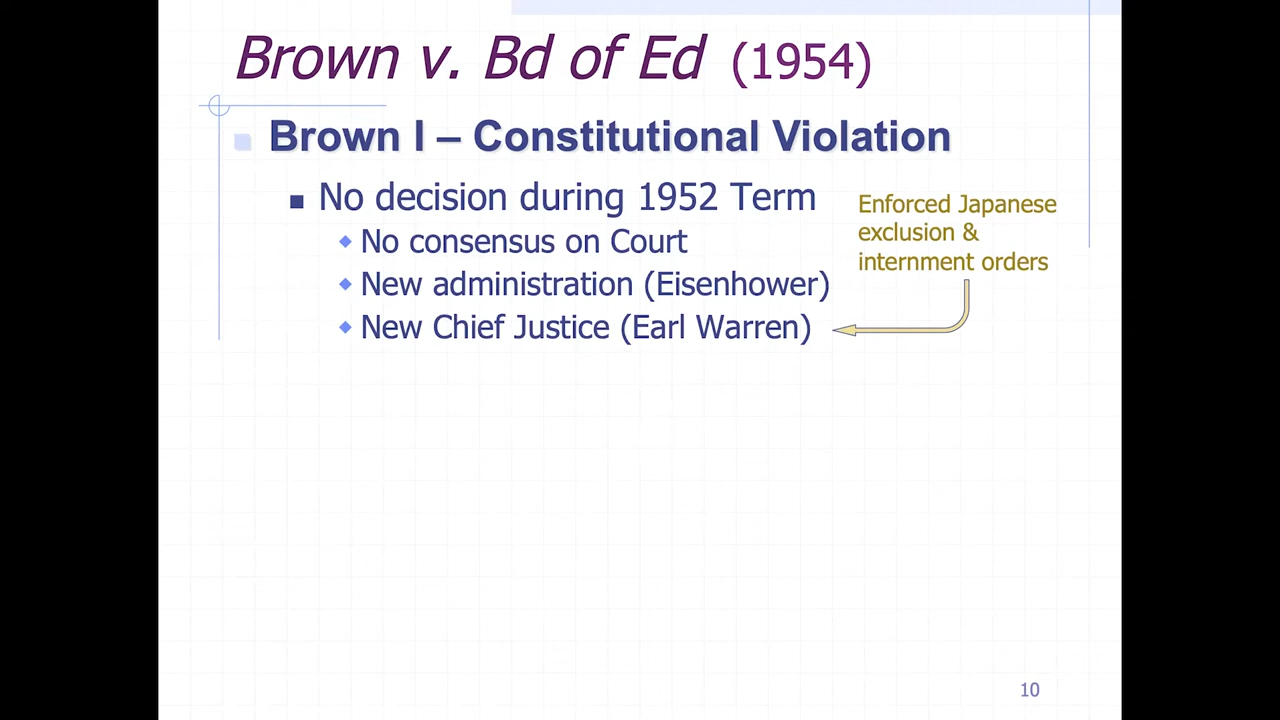 Brown v. Bd of Ed (1954)
Brown I – Constitutional Violation
No decision during 1952 Term
No consensus on Court
New administration (Eisenhower)
New Chief Justice (Earl Warren)
Enforced Japanese
exclusion &
internment orders
10